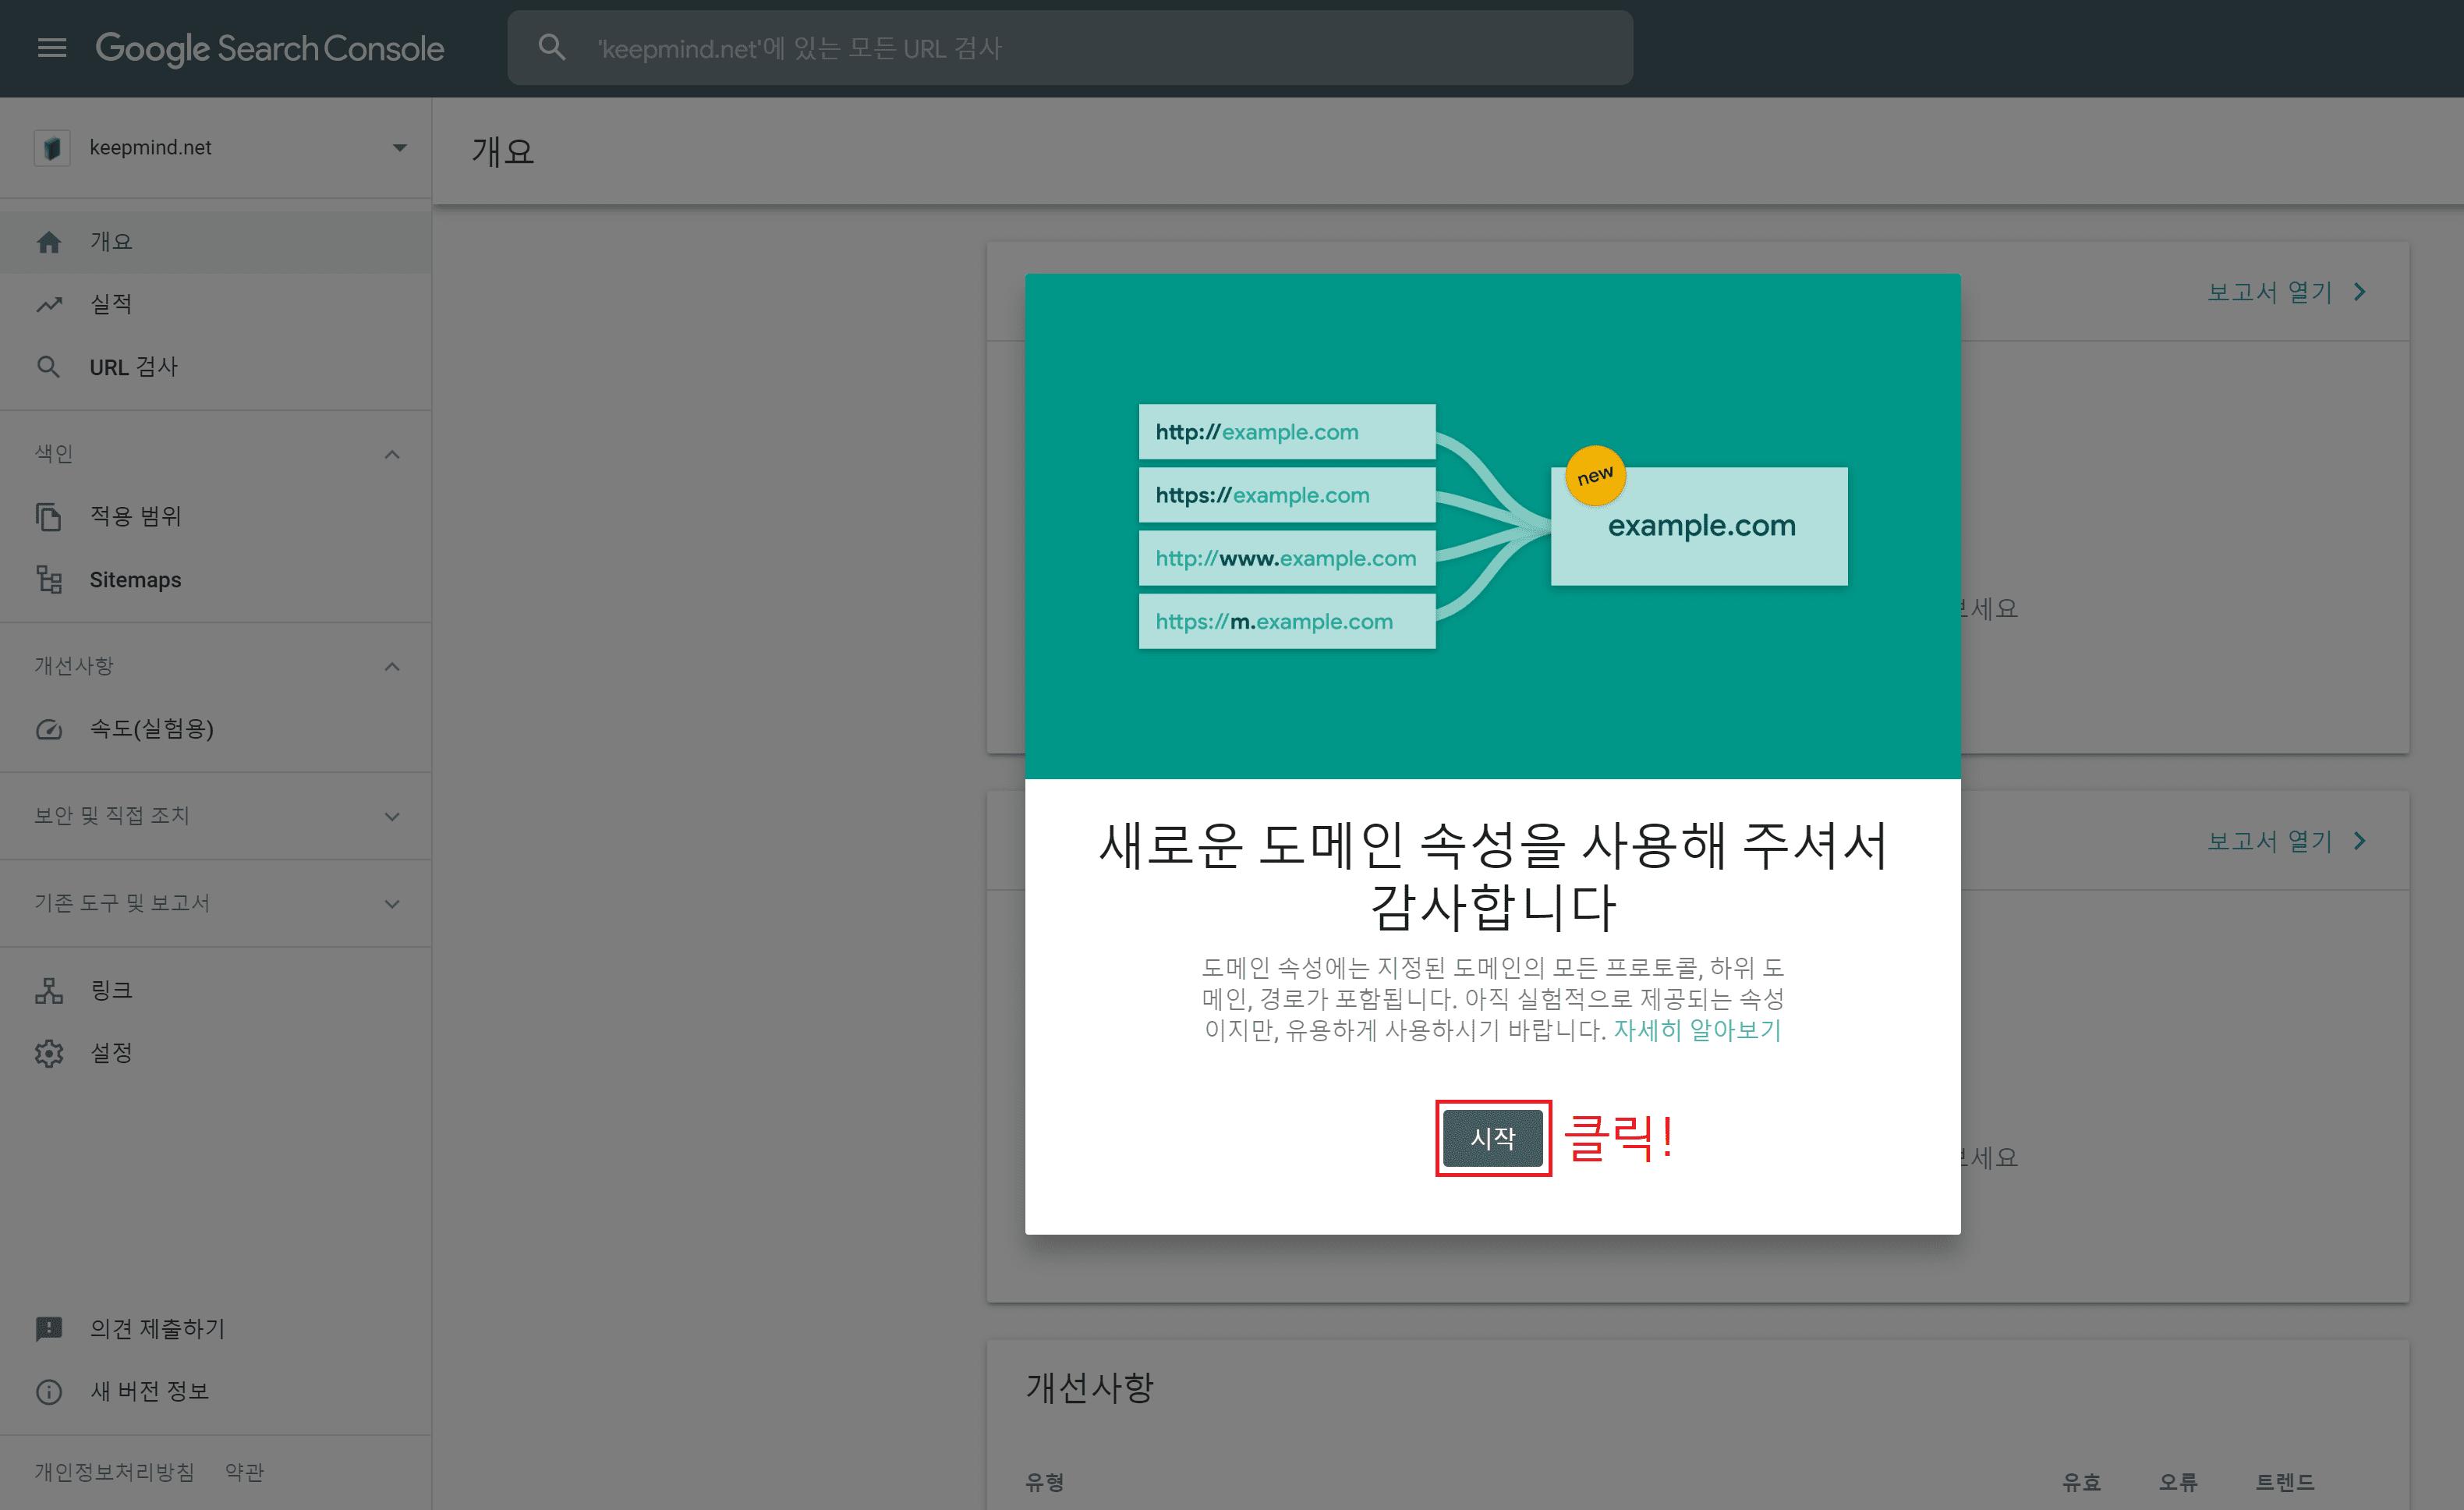 Google Search Console
'keepmind.net'에 있는 모든 URL 검사
keepmind.net
개요
실적
URL 검사
색인
적용 범위
Sitemaps
개선사항
속도(실험용)
보안 및 직접 조치
기존 도구 및 보고서
링크
설정
의견 제출하기
새 버전 정보
개인정보처리방침 약관
개요
보고서 열기
http://example.com
https://example.com
http://www.example.com
https://m.example.com
new
example.com
새로운 도메인 속성을 사용해 주셔서
감사합니다
도메인 속성에는 지정된 도메인의 모든 프로토콜, 하위 도
메인, 경로가 포함됩니다. 아직 실험적으로 제공되는 속성
이지만, 유용하게 사용하시기 바랍니다. 자세히 알아보기
시작 클릭!
보고서 열기
개선사항
유형 유효 오류 트렌드